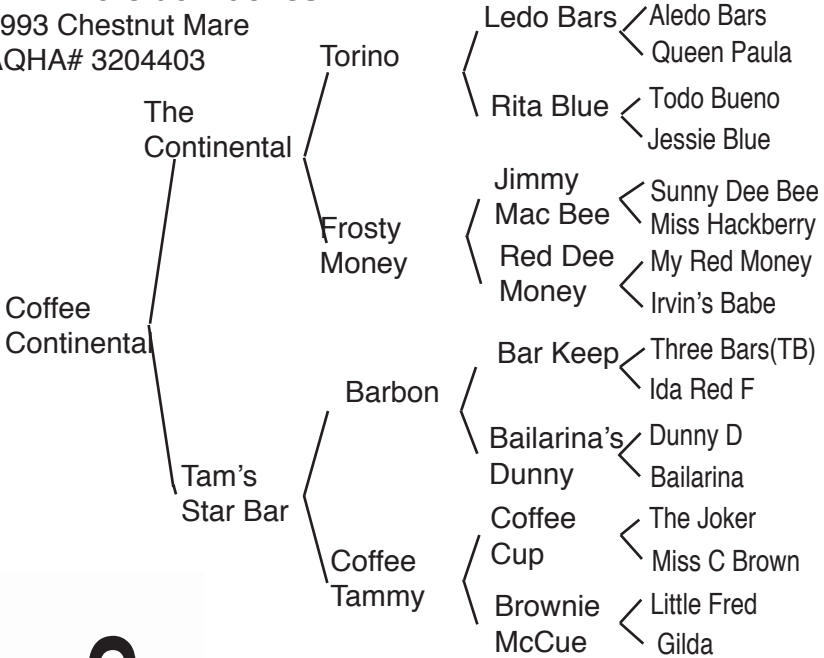 993 Chestnut Mare
AQHA# 3204403
Coffee
Continental
The
Continental
Tam's
Star Bar
Torino
Frosty
Money
Barbon
Coffee
Tammy
Ledo Bars
Rita Blue
Jimmy
Mac Bee
Red Dee
Money
Bar Keep
Bailarina's
Dunny
Coffee
Cup
Brownie
McCue
Aledo Bars
Queen Paula
Todo Bueno
Jessie Blue
Sunny Dee Bee
Miss Hackberry
My Red Money
Irvin's Babe
Three Bars(TB)
Ida Red F
Dunny D
Bailarina
The Joker
Miss C Brown
Little Fred
Gilda